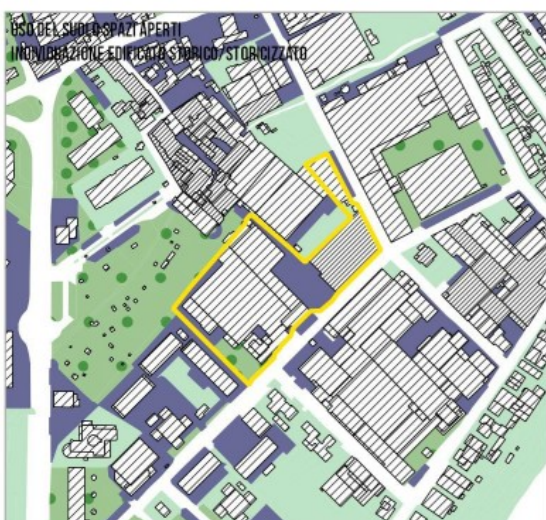 USO DEL SUOLO SPAZI APERTI
INDIVIDUAZIONE EDIFICATO STORICO/STORICIZZATO